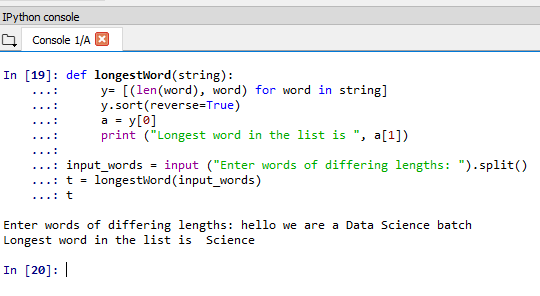 IPython console
Console 1/A
In [19]: def longestWord(string):
    ...:      y= [(len(word), word) for word in string]
    ...:      y.sort(reverse=True)
    ...:      a = y[0]
    ...:      print ("Longest word in the list is ", a[1])
    ...:
    ...: input_words = input ("Enter words of differing lengths: ").split()
    ...: t = longestWord(input_words)
    ...: t
Enter words of differing lengths: hello we are a Data Science batch
Longest word in the list is  Science
In [20]: